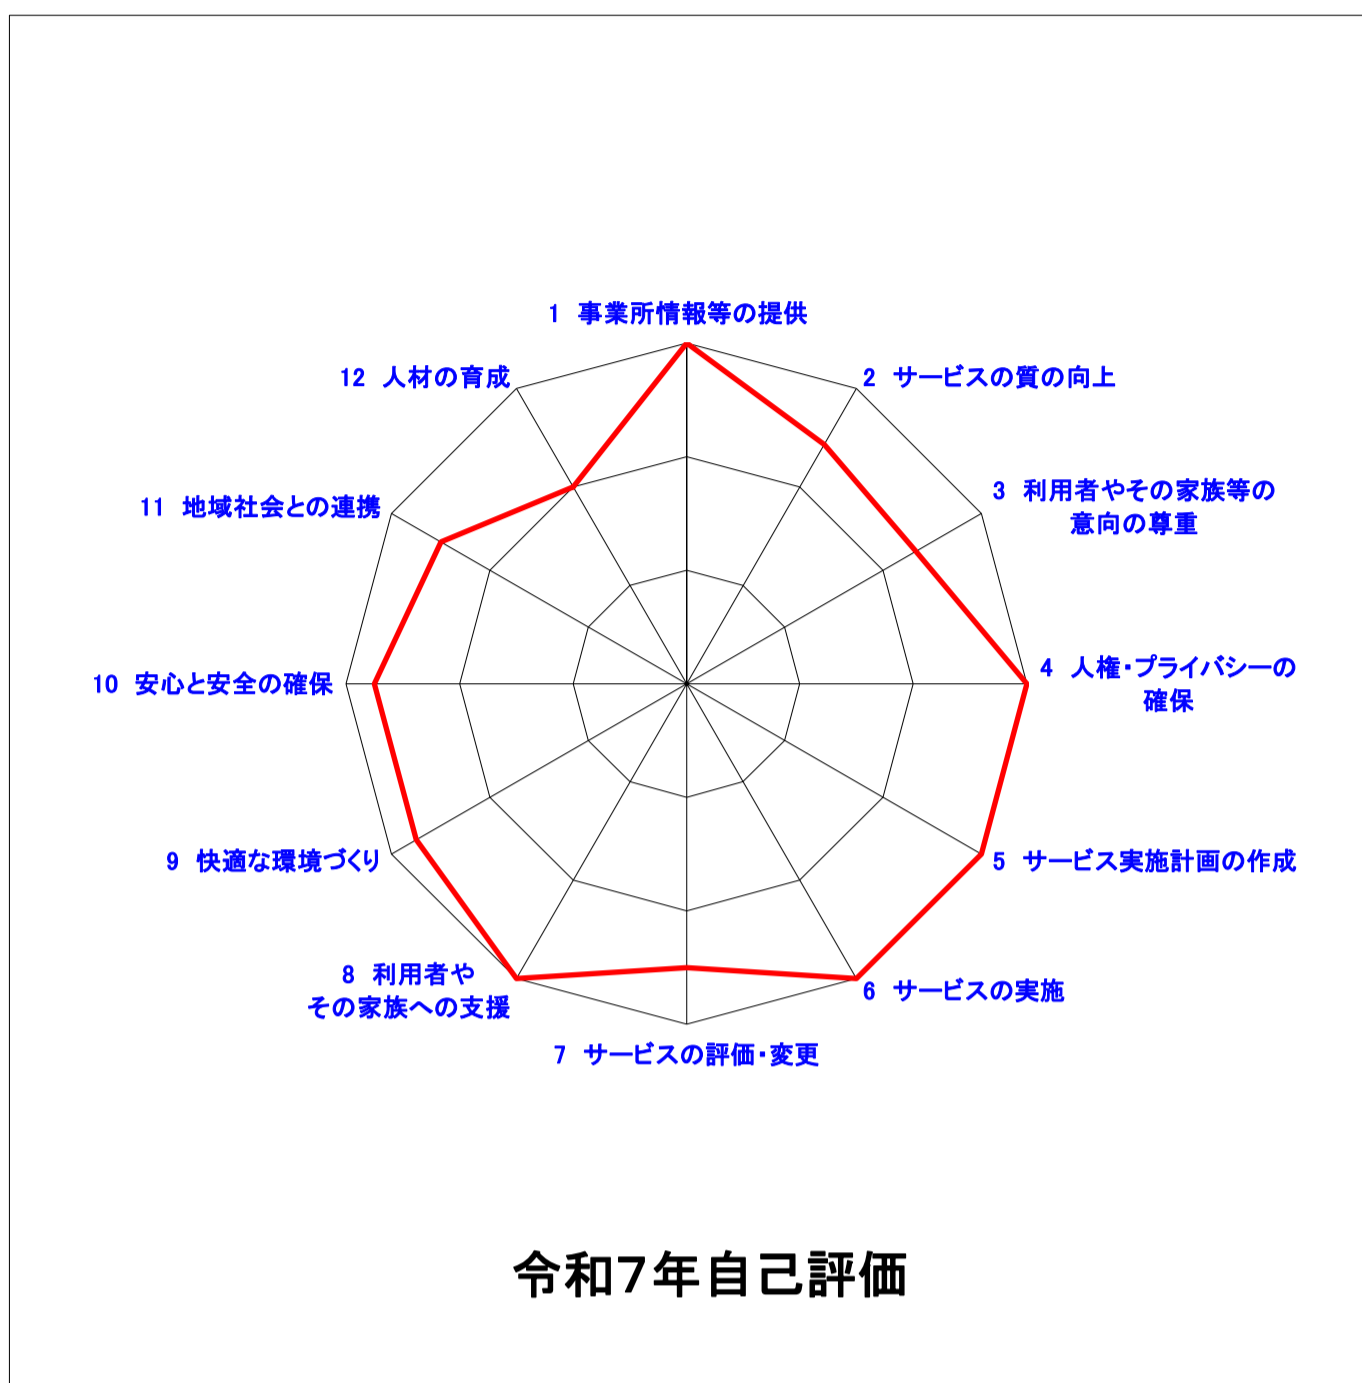 1 事業所情報等の提供
2 サービスの質の向上
3 利用者やその家族等の
意向の尊重
4 人権・プライバシーの
確保
5 サービス実施計画の作成
6 サービスの実施
7 サービスの評価・変更
8 利用者や
その家族への支援
9 快適な環境づくり
10 安心と安全の確保
11 地域社会との連携
12 人材の育成
令和7年自己評価